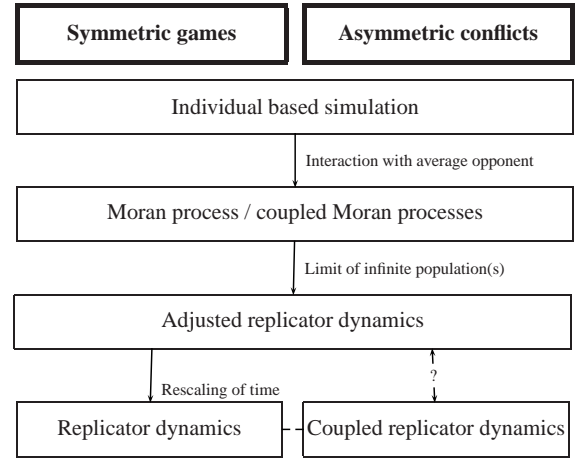 Symmetric games
Asymmetric conflicts
Individual based simulation
Interaction with average opponent
Moran process / coupled Moran processes
Limit of infinite population(s)
Adjusted replicator dynamics
?
Rescaling of time
Replicator dynamics
Coupled replicator dynamics